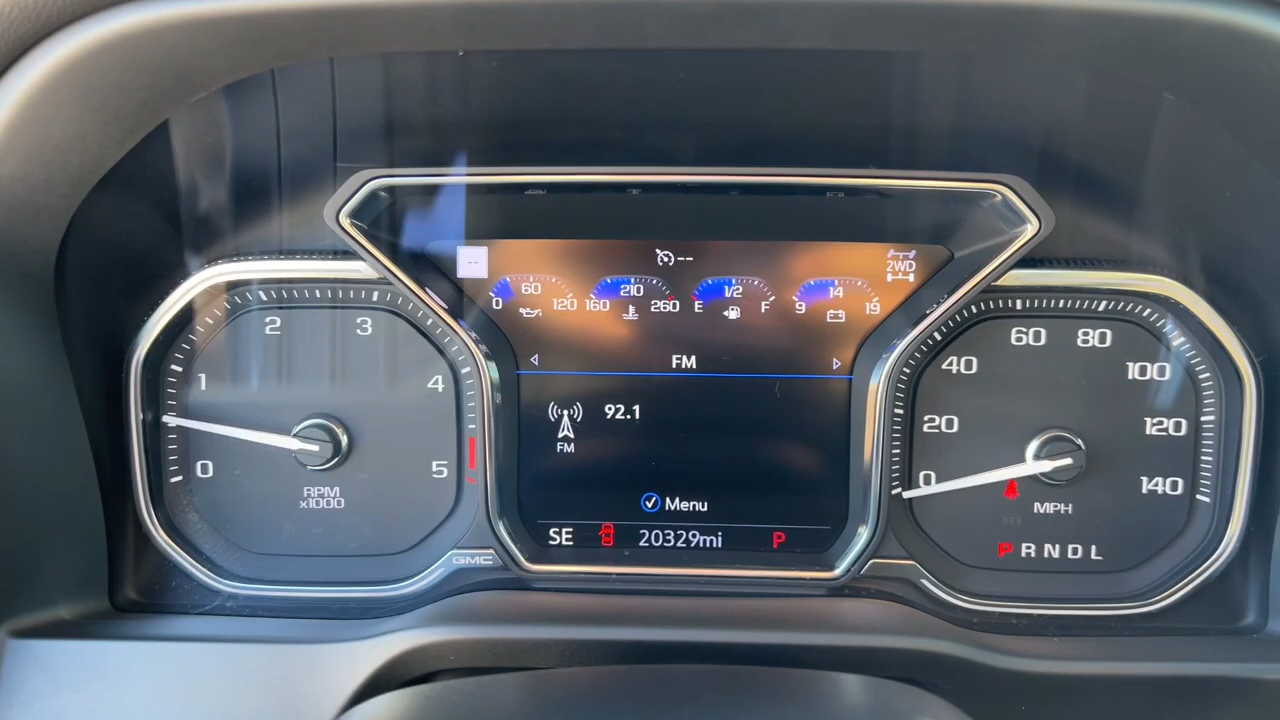 --
--
2WD
0 60 120
160 210 260
E 1/2 F
9 14 19
FM
92.1
FM
Menu
SE 20329mi P
0 1 2 3 4 5
RPM
x1000
GMC
0 20 40 60 80 100 120 140
MPH
P R N D L